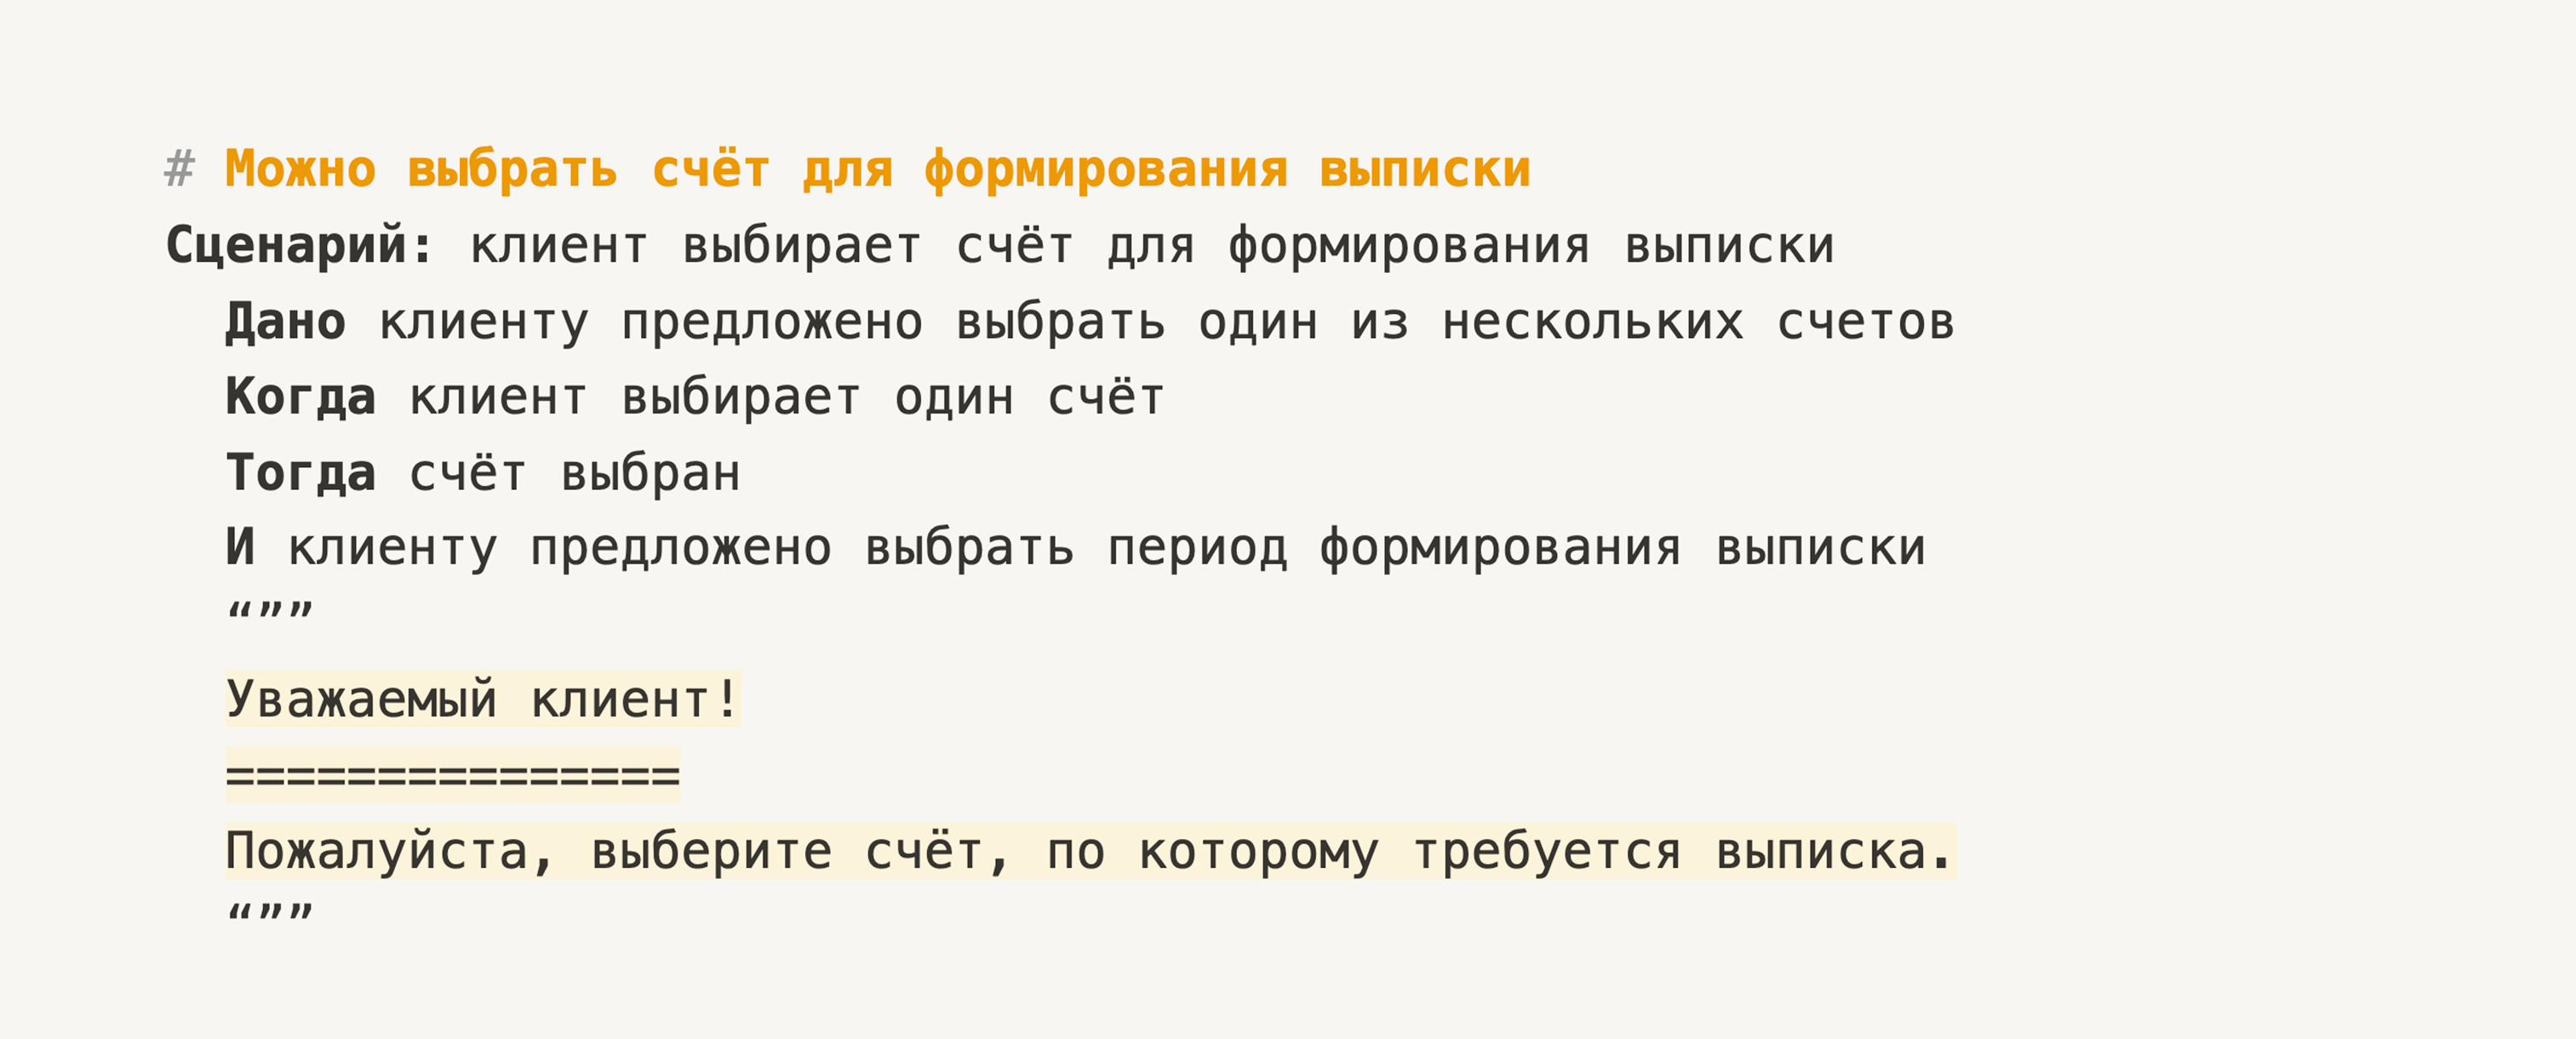 # Можно выбрать счёт для формирования выписки
Сценарий: клиент выбирает счёт для формирования выписки
Дано клиенту предложено выбрать один из нескольких счетов
Когда клиент выбирает один счёт
Тогда счёт выбран
И клиенту предложено выбрать период формирования выписки
“””
Уважаемый клиент!
===============
Пожалуйста, выберите счёт, по которому требуется выписка.
“””